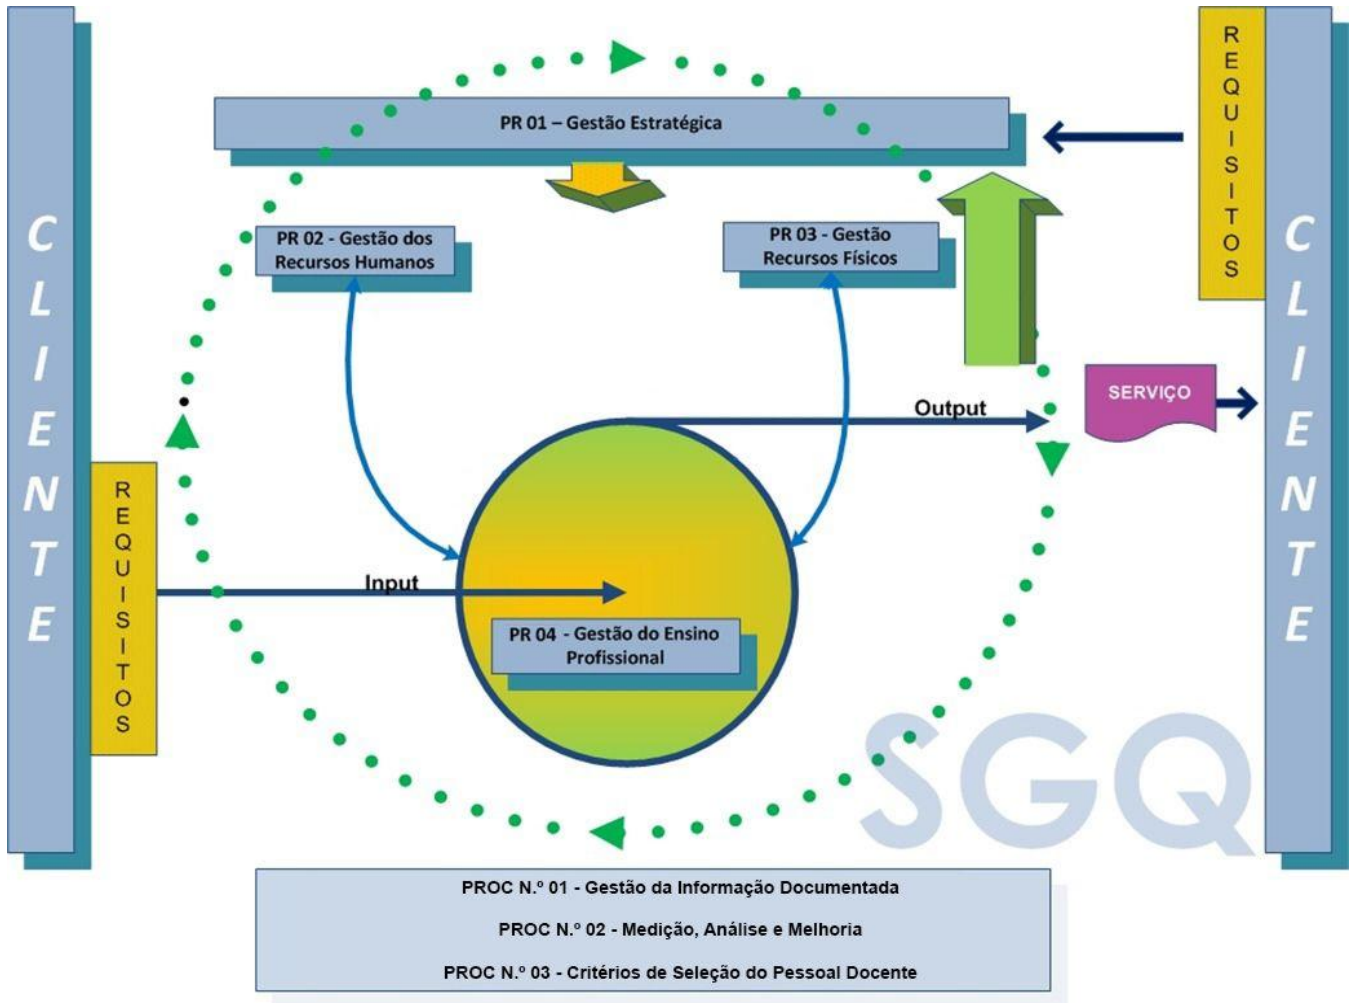 CLIENTE
REQUISITOS
PR 01 – Gestão Estratégica
PR 02 - Gestão dos
Recursos Humanos
PR 03 - Gestão
Recursos Físicos
Input
Output
PR 04 - Gestão do Ensino
Profissional
SERVIÇO
REQUISITOS
CLIENTE
SGQ
PROC N.º 01 - Gestão da Informação Documentada
PROC N.º 02 - Medição, Análise e Melhoria
PROC N.º 03 - Critérios de Seleção do Pessoal Docente